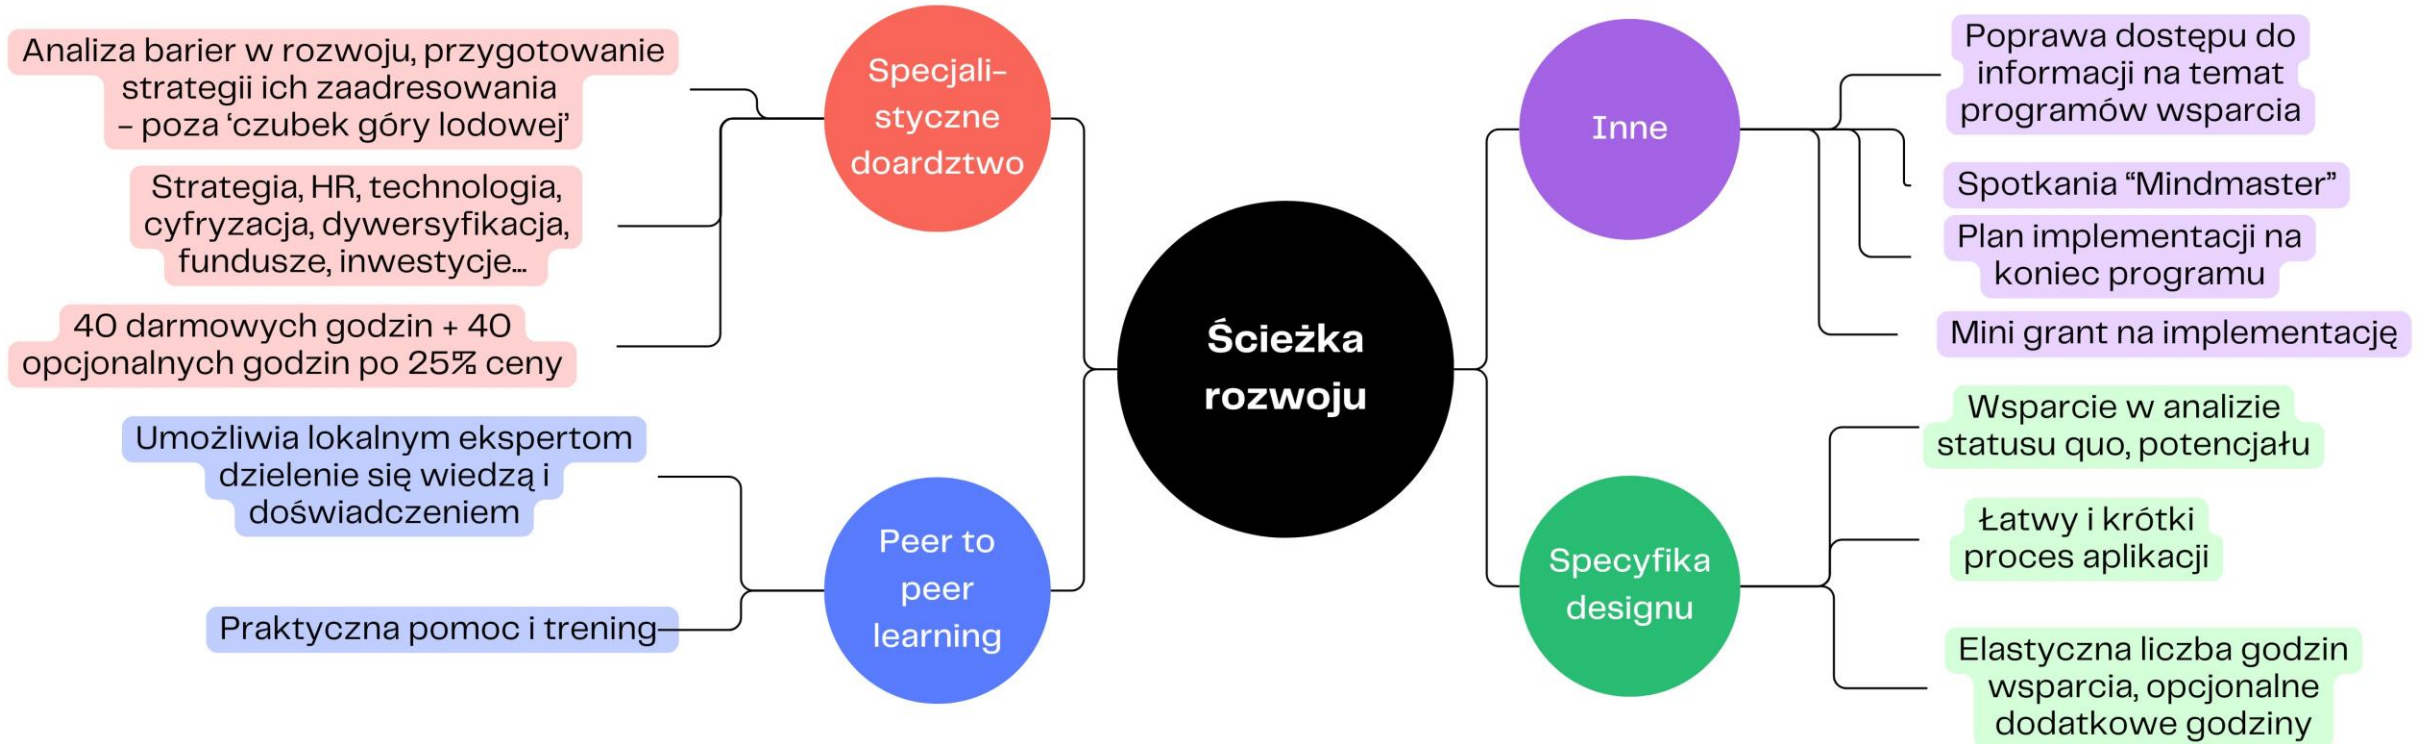 Analiza barier w rozwoju, przygotowanie
strategii ich zaadresowania
– poza ‘czubek góry lodowej’
Strategia, HR, technologia,
cyfryzacja, dywersyfikacja,
fundusze, inwestycje...
40 darmowych godzin + 40
opcjonalnych godzin po 25% ceny
Specjali-
styczne
doardztwo
Umożliwia lokalnym ekspertom
dzielenie się wiedzą i
doświadczeniem
Praktyczna pomoc i trening
Peer to
peer
learning
Ścieżka
rozwoju
Inne
Poprawa dostępu do
informacji na temat
programów wsparcia
Spotkania “Mindmaster”
Plan implementacji na
koniec programu
Mini grant na implementację
Specyfika
designu
Wsparcie w analizie
statusu quo, potencjału
Łatwy i krótki
proces aplikacji
Elastyczna liczba godzin
wsparcia, opcjonalne
dodatkowe godziny